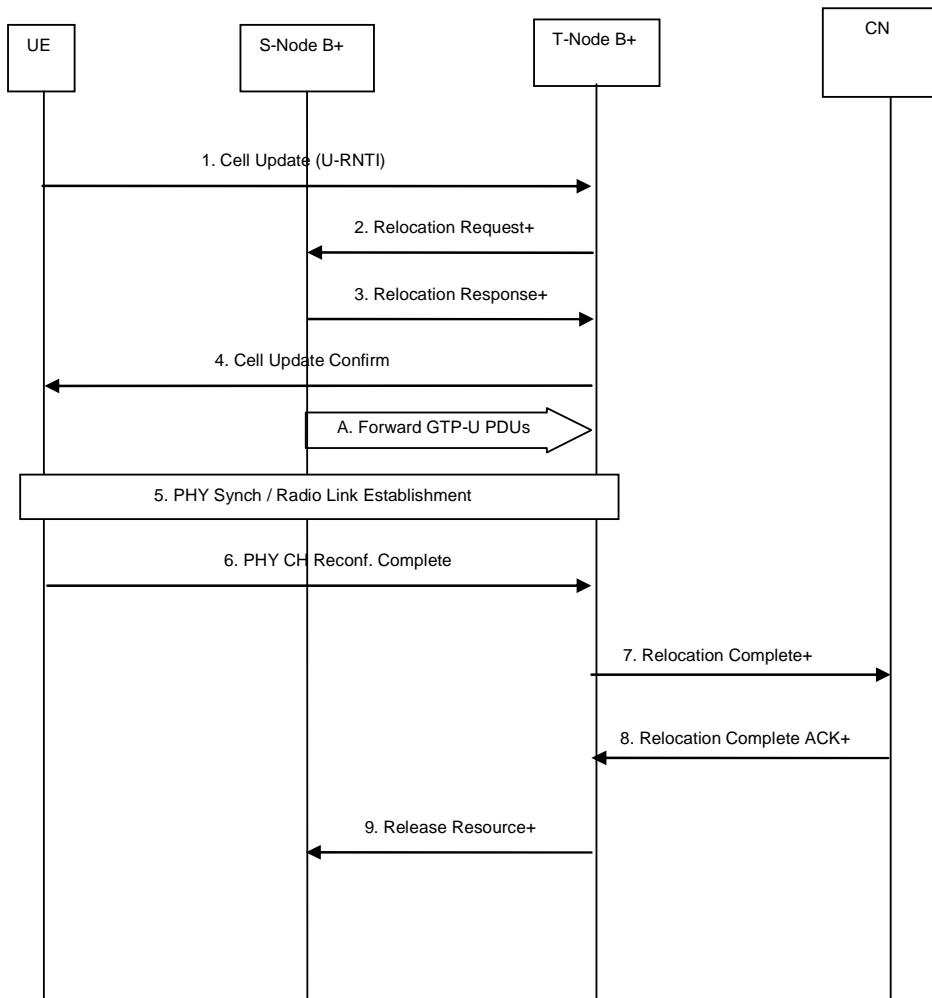 UE
S-Node B+
T-Node B+
CN
1. Cell Update (U-RNTI)
2. Relocation Request+
3. Relocation Response+
4. Cell Update Confirm
A. Forward GTP-U PDUs
5. PHY Synch / Radio Link Establishment
6. PHY CH Reconf. Complete
7. Relocation Complete+
8. Relocation Complete ACK+
9. Release Resource+